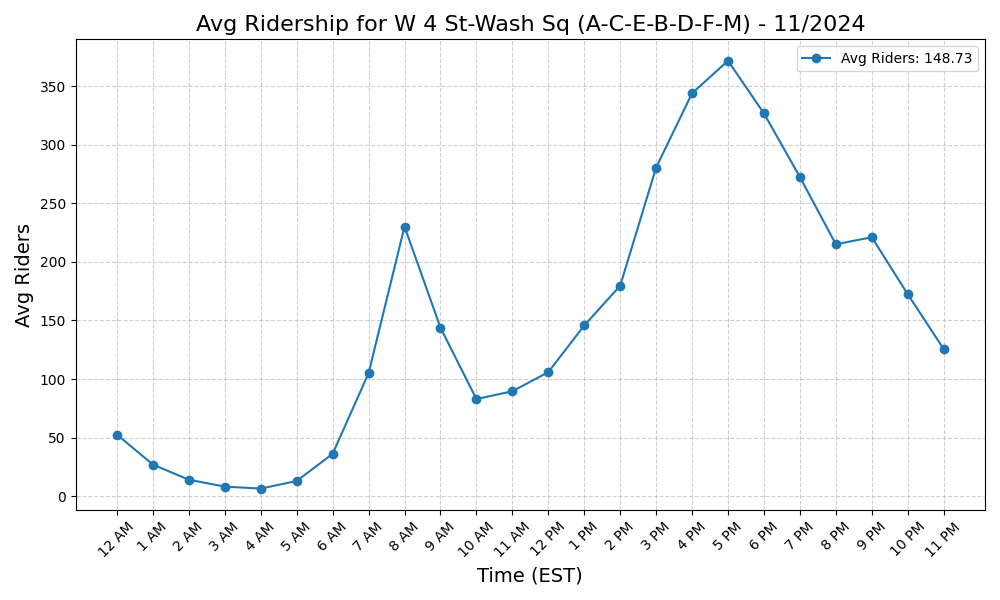 Avg Ridership for W 4 St-Wash Sq (A-C-E-B-D-F-M) - 11/2024
Avg Riders: 148.73
Avg Riders
350
300
250
200
150
100
50
0
12 AM
1 AM
2 AM
3 AM
4 AM
5 AM
6 AM
7 AM
8 AM
9 AM
10 AM
11 AM
12 PM
1 PM
2 PM
3 PM
4 PM
5 PM
6 PM
7 PM
8 PM
9 PM
10 PM
11 PM
Time (EST)